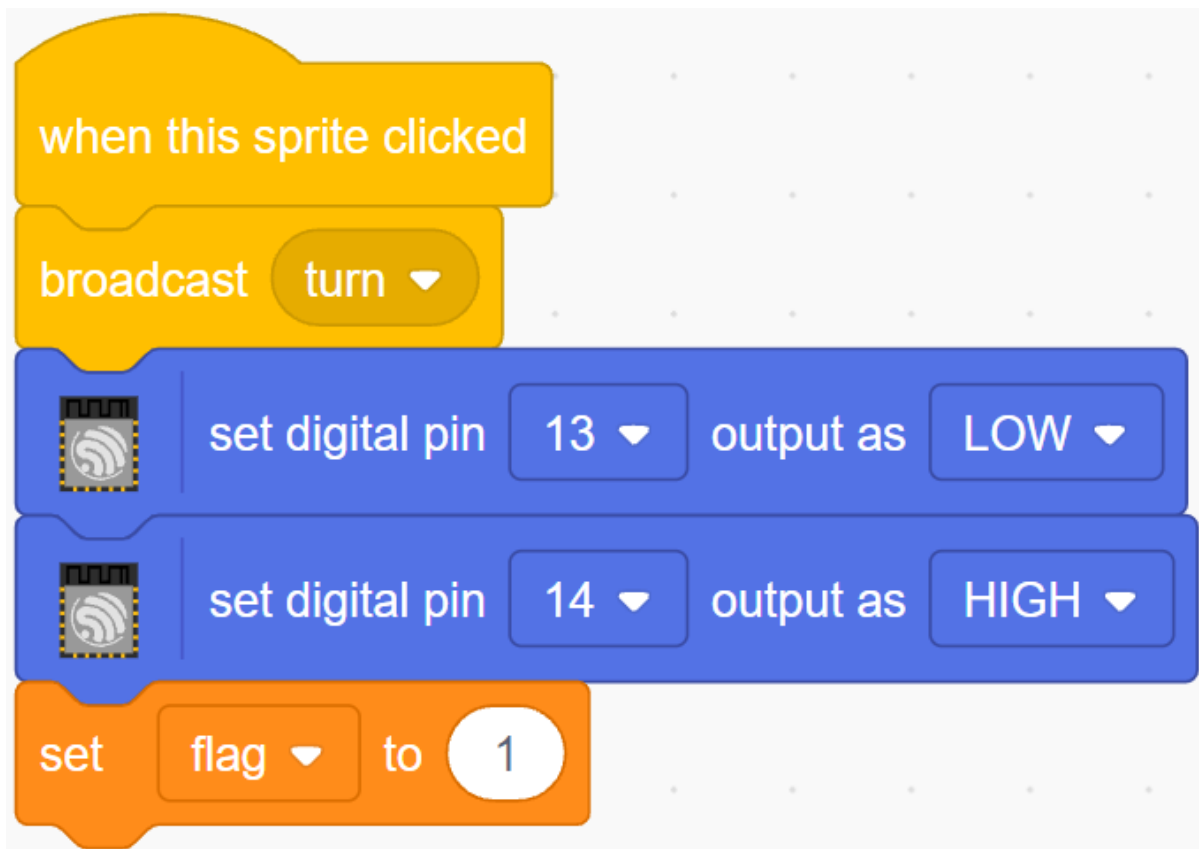 when this sprite clicked
broadcast turn
set digital pin 13 output as LOW
set digital pin 14 output as HIGH
set flag to 1